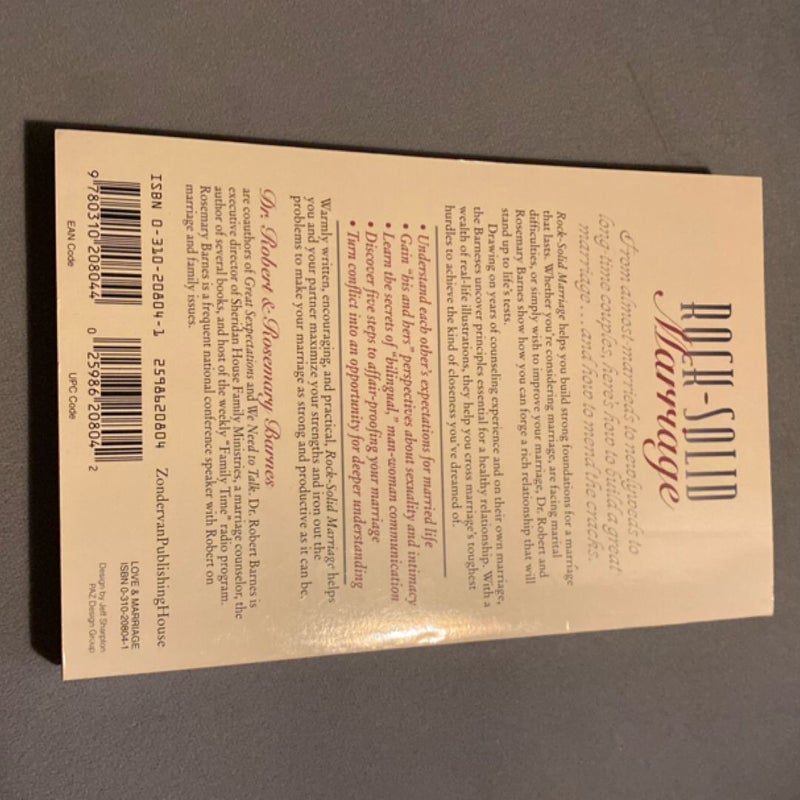 ROCK-SOLID
Marriage
From almost-marrieds to newlyweds to
long time couples, here's how to build a great
marriage . . . and how to mend the cracks.
Rock-Solid Marriage helps you build strong foundations for a marriage
that lasts. Whether you're considering marriage, are facing marital
difficulties, or simply wish to improve your marriage, Dr. Robert and
Rosemary Barnes show how you can forge a rich relationship that will
stand up to life's tests.
Drawing on years of counseling experience and on their own marriage,
the Barneses uncover principles essential for a healthy relationship. With a
wealth of real-life illustrations, they help you cross marriage's toughest
hurdles to achieve the kind of closeness you've dreamed of.
• Understand each other's expectations for married life
• Gain "his and hers" perspectives about sexuality and intimacy
• Learn the secrets of "bilingual," man-woman communication
• Discover five steps to affair-proofing your marriage
• Turn conflict into an opportunity for deeper understanding
Warmly written, encouraging, and practical, Rock-Solid Marriage helps
you and your partner maximize your strengths and iron out the
problems to make your marriage as strong and productive as it can be.
Dr. Robert & Rosemary Barnes
are coauthors of Great Sexpectations and We Need to Talk. Dr. Robert Barnes is
executive director of Sheridan House Family Ministries, a marriage counselor, the
author of several books, and host of the weekly "Family Time" radio program.
Rosemary Barnes is a frequent national conference speaker with Robert on
marriage and family issues.
ISBN 0-310-20804-1
2598620804
ZondervanPublishingHouse
9 780310 208044
0 25986 20804 2
EAN Code
UPC Code
LOVE & MARRIAGE
ISBN 0-310-20804-1
Design by Jeff Sharpton
PAZ Design Group